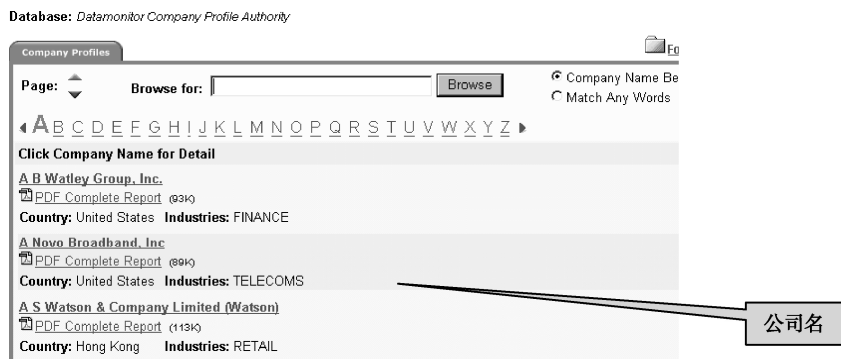 Database: Datamonitor Company Profile Authority
Company Profiles
Page: Browse for: Browse
Company Name Be
Match Any Words
A B C D E F G H I J K L M N O P Q R S T U V W X Y Z
Click Company Name for Detail
A B Watley Group, Inc.
PDF Complete Report (93K)
Country: United States Industries: FINANCE
A Novo Broadband, Inc
PDF Complete Report (89K)
Country: United States Industries: TELECOMS
A S Watson & Company Limited (Watson)
PDF Complete Report (113K)
Country: Hong Kong Industries: RETAIL
公司名